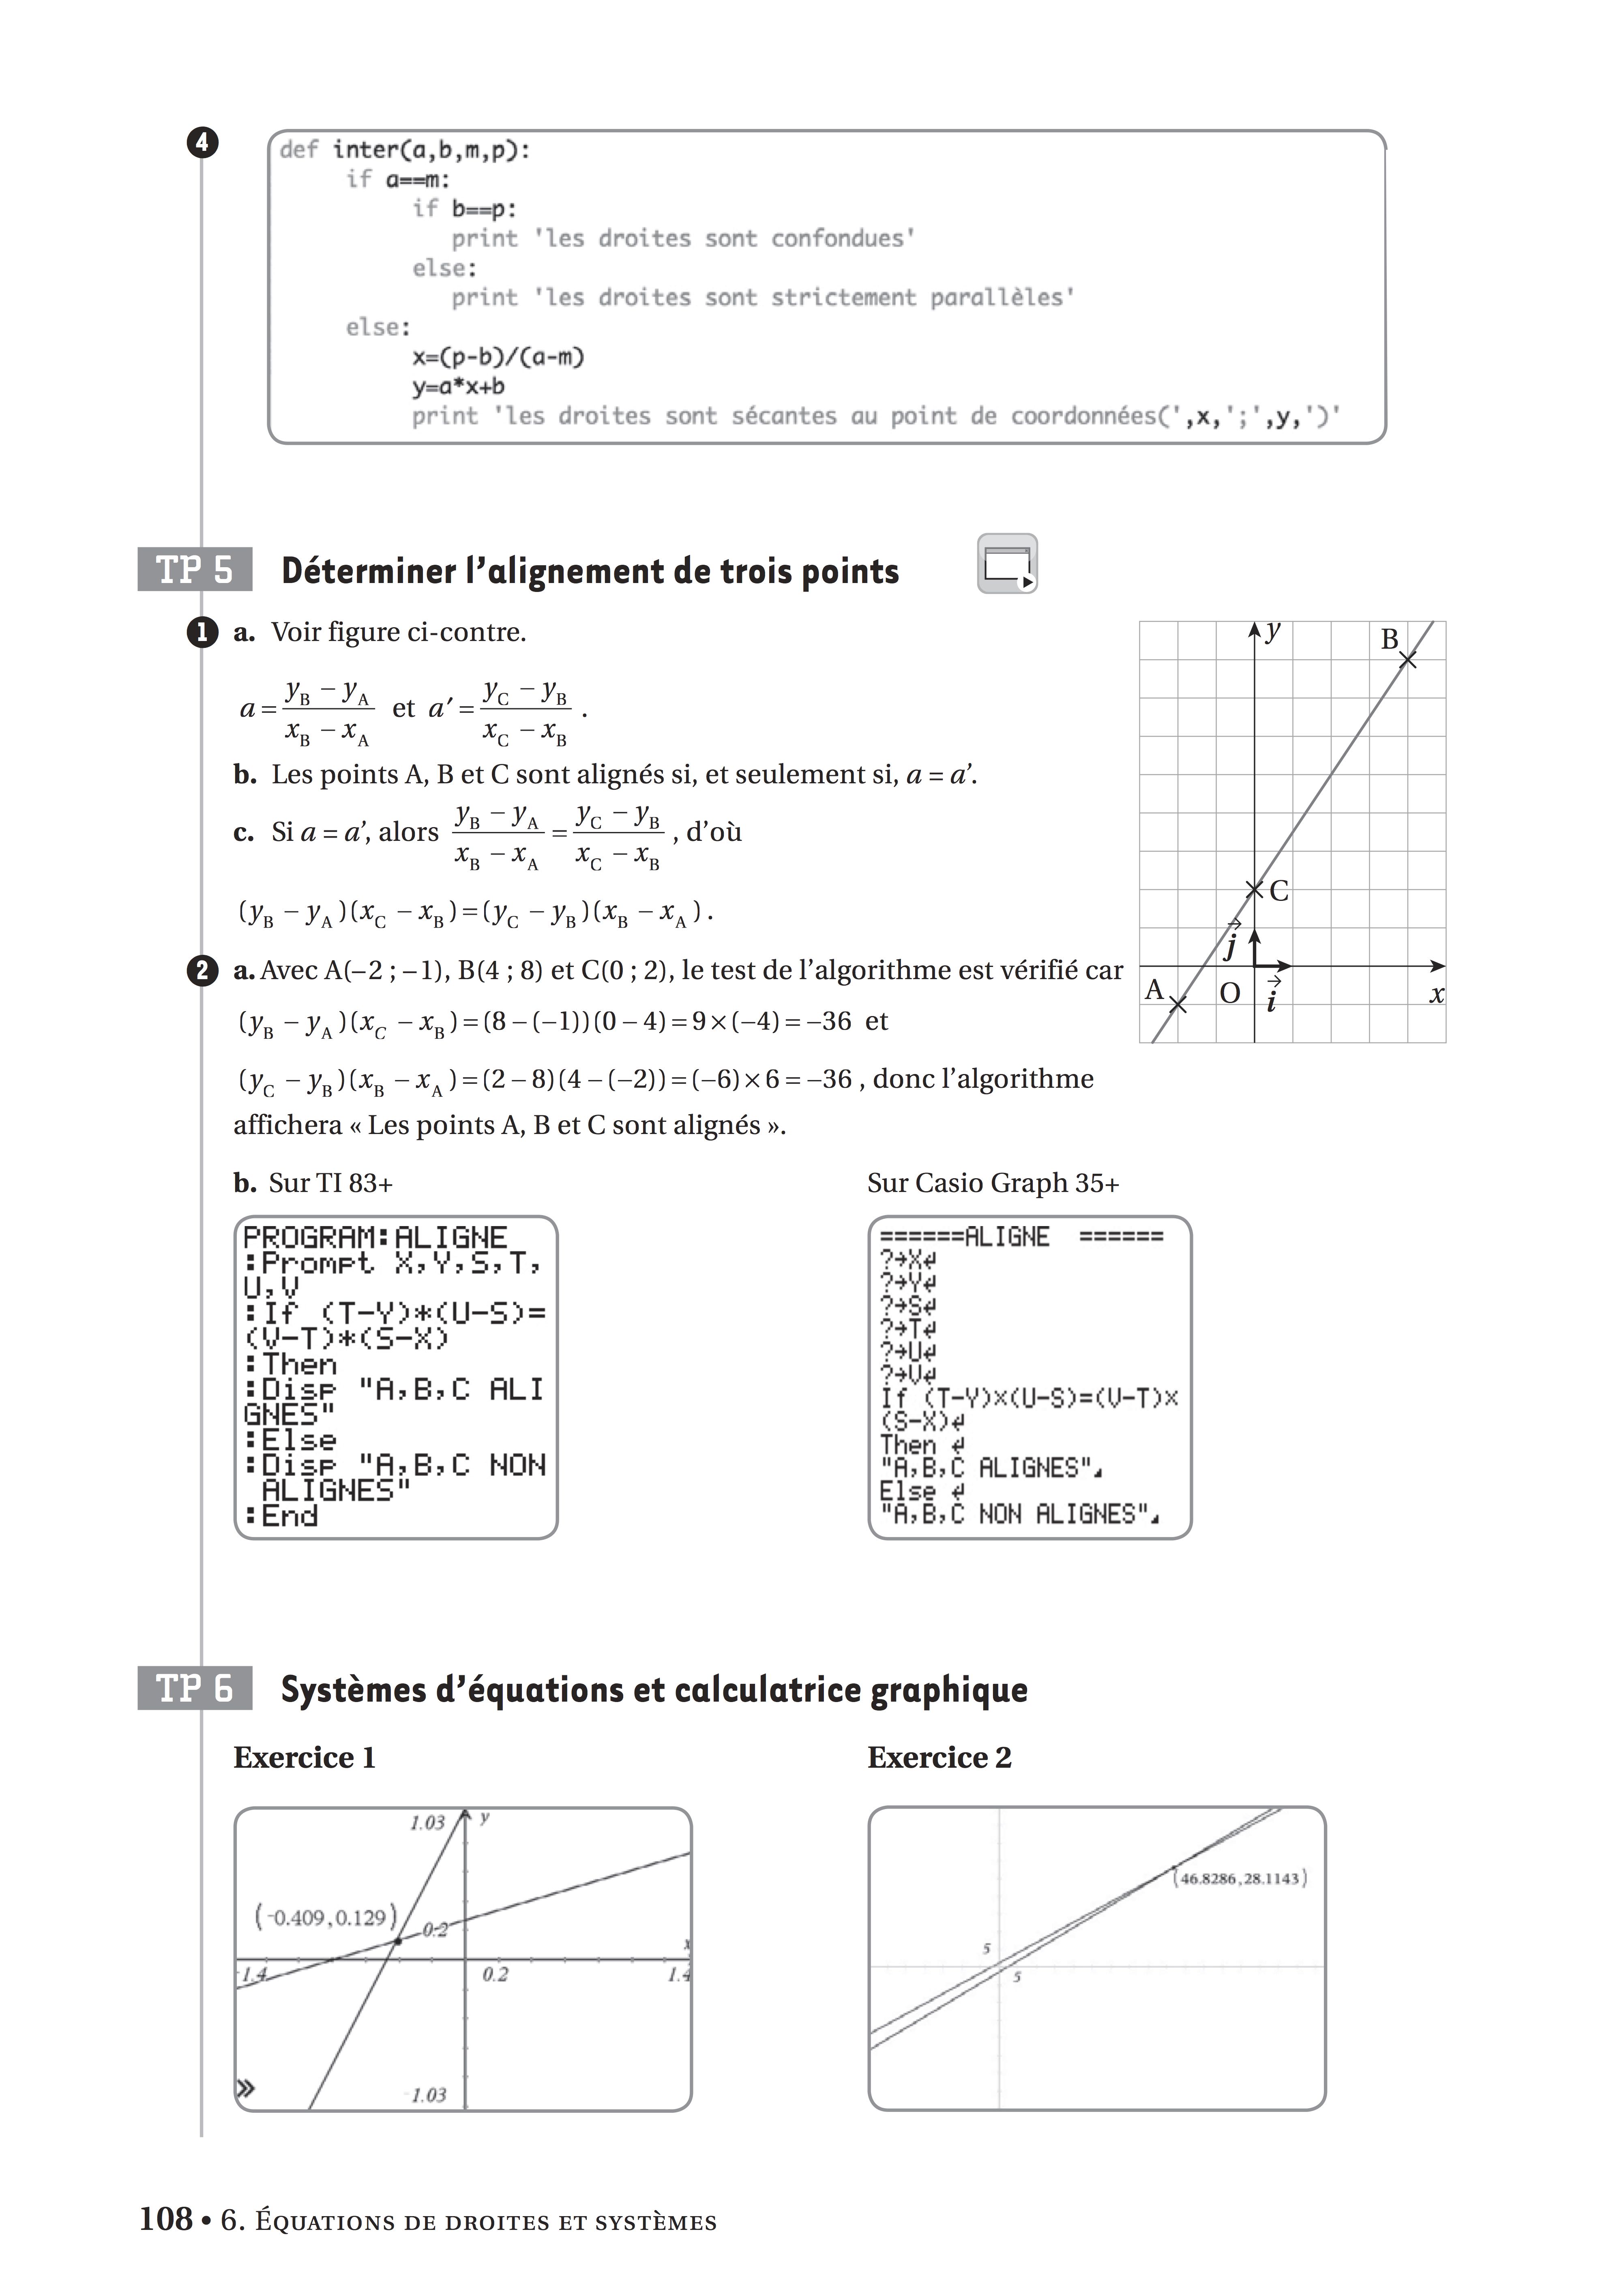 4
def inter(a,b,m,p):
if a==m:
if b==p:
print 'les droites sont confondues'
else:
print 'les droites sont strictement parallèles'
else:
x=(p-b)/(a-m)
y=a*x+b
print 'les droites sont sécantes au point de coordonnées(',x,';',y,')'
TP 5 Déterminer l'alignement de trois points
1 a. Voir figure ci-contre.
a = (y_B – y_A)/(x_B – x_A) et a′ = (y_C – y_B)/(x_C – x_B).
b. Les points A, B et C sont alignés si, et seulement si, a = a'.
c. Si a = a', alors (y_B – y_A)/(x_B – x_A) = (y_C – y_B)/(x_C – x_B), d'où
(y_B – y_A)(x_C – x_B) = (y_C – y_B)(x_B – x_A).
y
B
C
j
A
O
i
x
2 a. Avec A(–2 ; –1), B(4 ; 8) et C(0 ; 2), le test de l'algorithme est vérifié car
(y_B – y_A)(x_C – x_B) = (8 – (–1))(0 – 4) = 9 × (–4) = –36 et
(y_C – y_B)(x_B – x_A) = (2 – 8)(4 – (–2)) = (–6) × 6 = –36, donc l'algorithme
affichera « Les points A, B et C sont alignés ».
b. Sur TI 83+
PROGRAM:ALIGNE
:Prompt X,Y,S,T,
U,V
:If (T-Y)*(U-S)=
(V-T)*(S-X)
:Then
:Disp "A,B,C ALI
GNES"
:Else
:Disp "A,B,C NON
ALIGNES"
:End
Sur Casio Graph 35+
======ALIGNE ======
?→X↵
?→Y↵
?→S↵
?→T↵
?→U↵
?→V↵
If (T-Y)×(U-S)=(V-T)×
(S-X)↵
Then ↵
"A,B,C ALIGNES"◢
Else ↵
"A,B,C NON ALIGNES"◢
TP 6 Systèmes d'équations et calculatrice graphique
Exercice 1
1.03
y
(-0.409,0.129)
0.2
x
-1.4
0.2
1.4
-1.03
Exercice 2
(46.8286,28.1143)
5
5
108 • 6. Équations de droites et systèmes